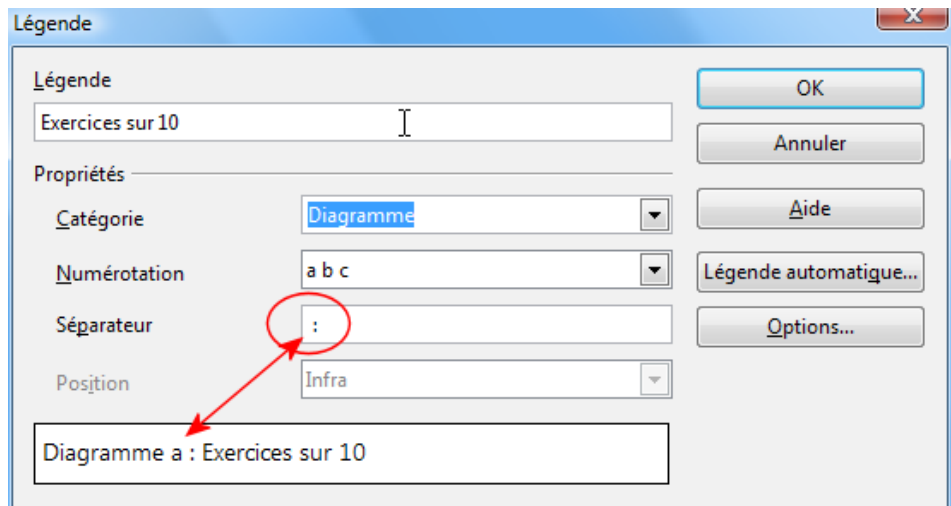 Légende
Légende
Exercices sur 10
OK
Annuler
Propriétés
Catégorie
Diagramme
Aide
Numérotation
a b c
Légende automatique...
Séparateur
:
Options...
Position
Infra
Diagramme a : Exercices sur 10